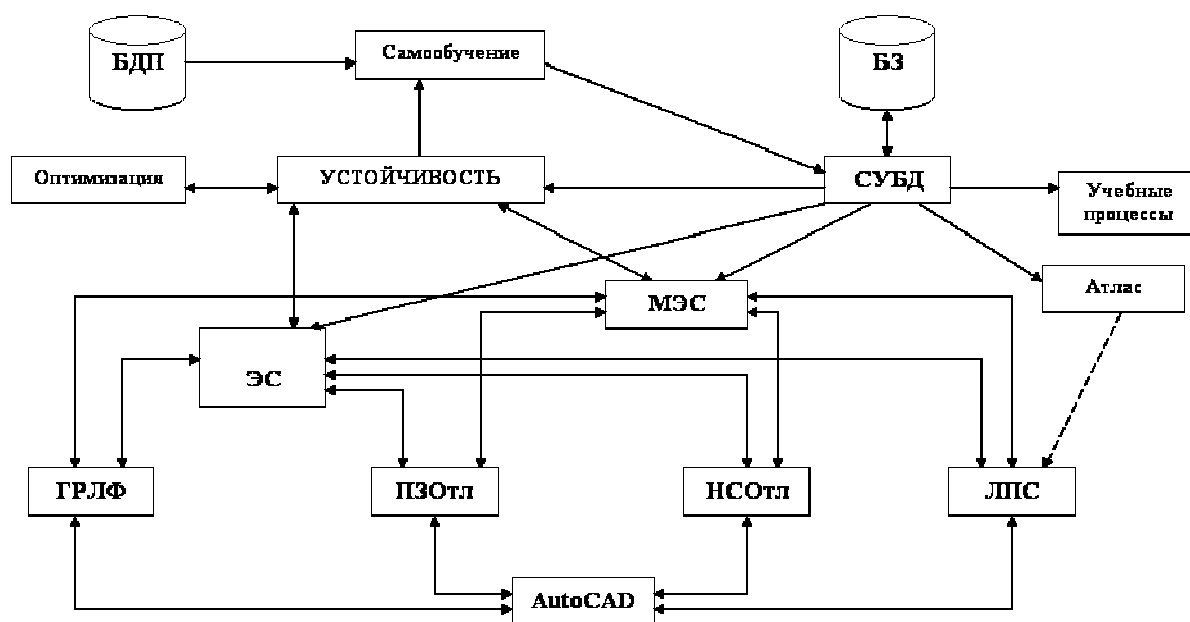 БДП
Самообучение
БЗ
Оптимизация
УСТОЙЧИВОСТЬ
СУБД
Учебные
процессы
Атлас
МЭС
ЭС
ГРЛФ
ПЗОтл
НСОтл
ЛПС
AutoCAD